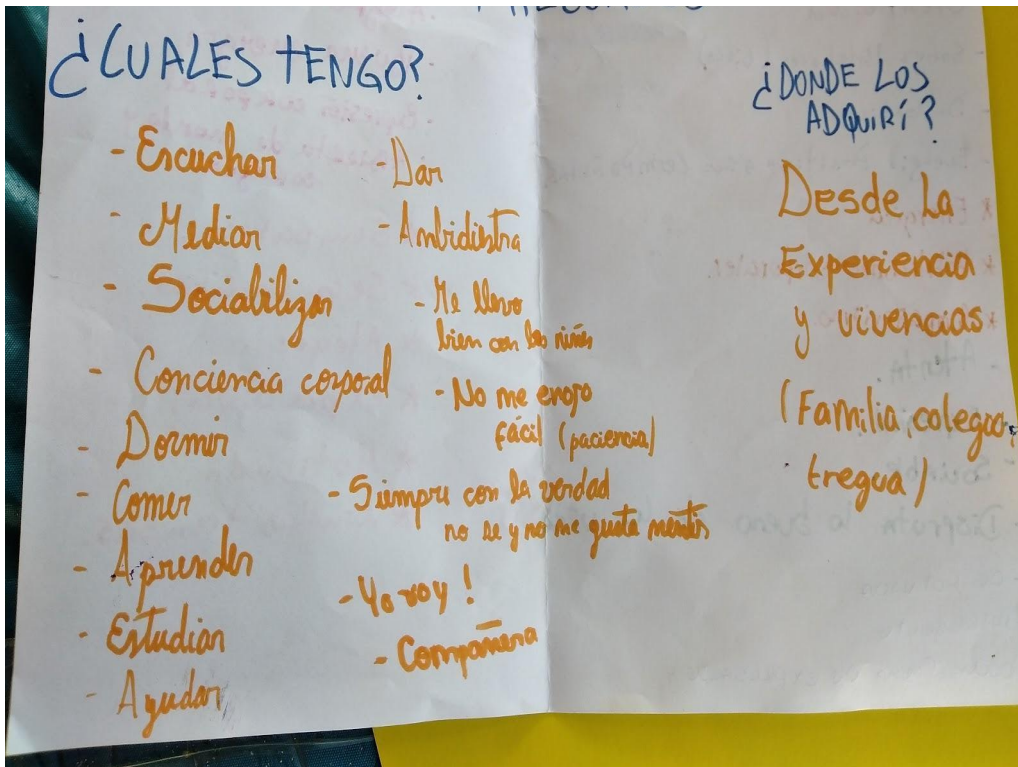 ¿CUALES TENGO?
- Escuchar
- Mediar
- Sociabilizar
- Conciencia corporal
- Dormir
- Comer
- Aprender
- Estudiar
- Ayudar
- Dar
- Ambidiestra
- Me llevo
bien con los niños
- No me enojo
fácil (paciencia)
- Siempre con la verdad
no se y no me gusta mentir
- Yo voy!
- Compañera
¿DONDE LOS
ADQUIRÍ?
Desde La
Experiencia
y vivencias
(Familia, colegao,
tregua)